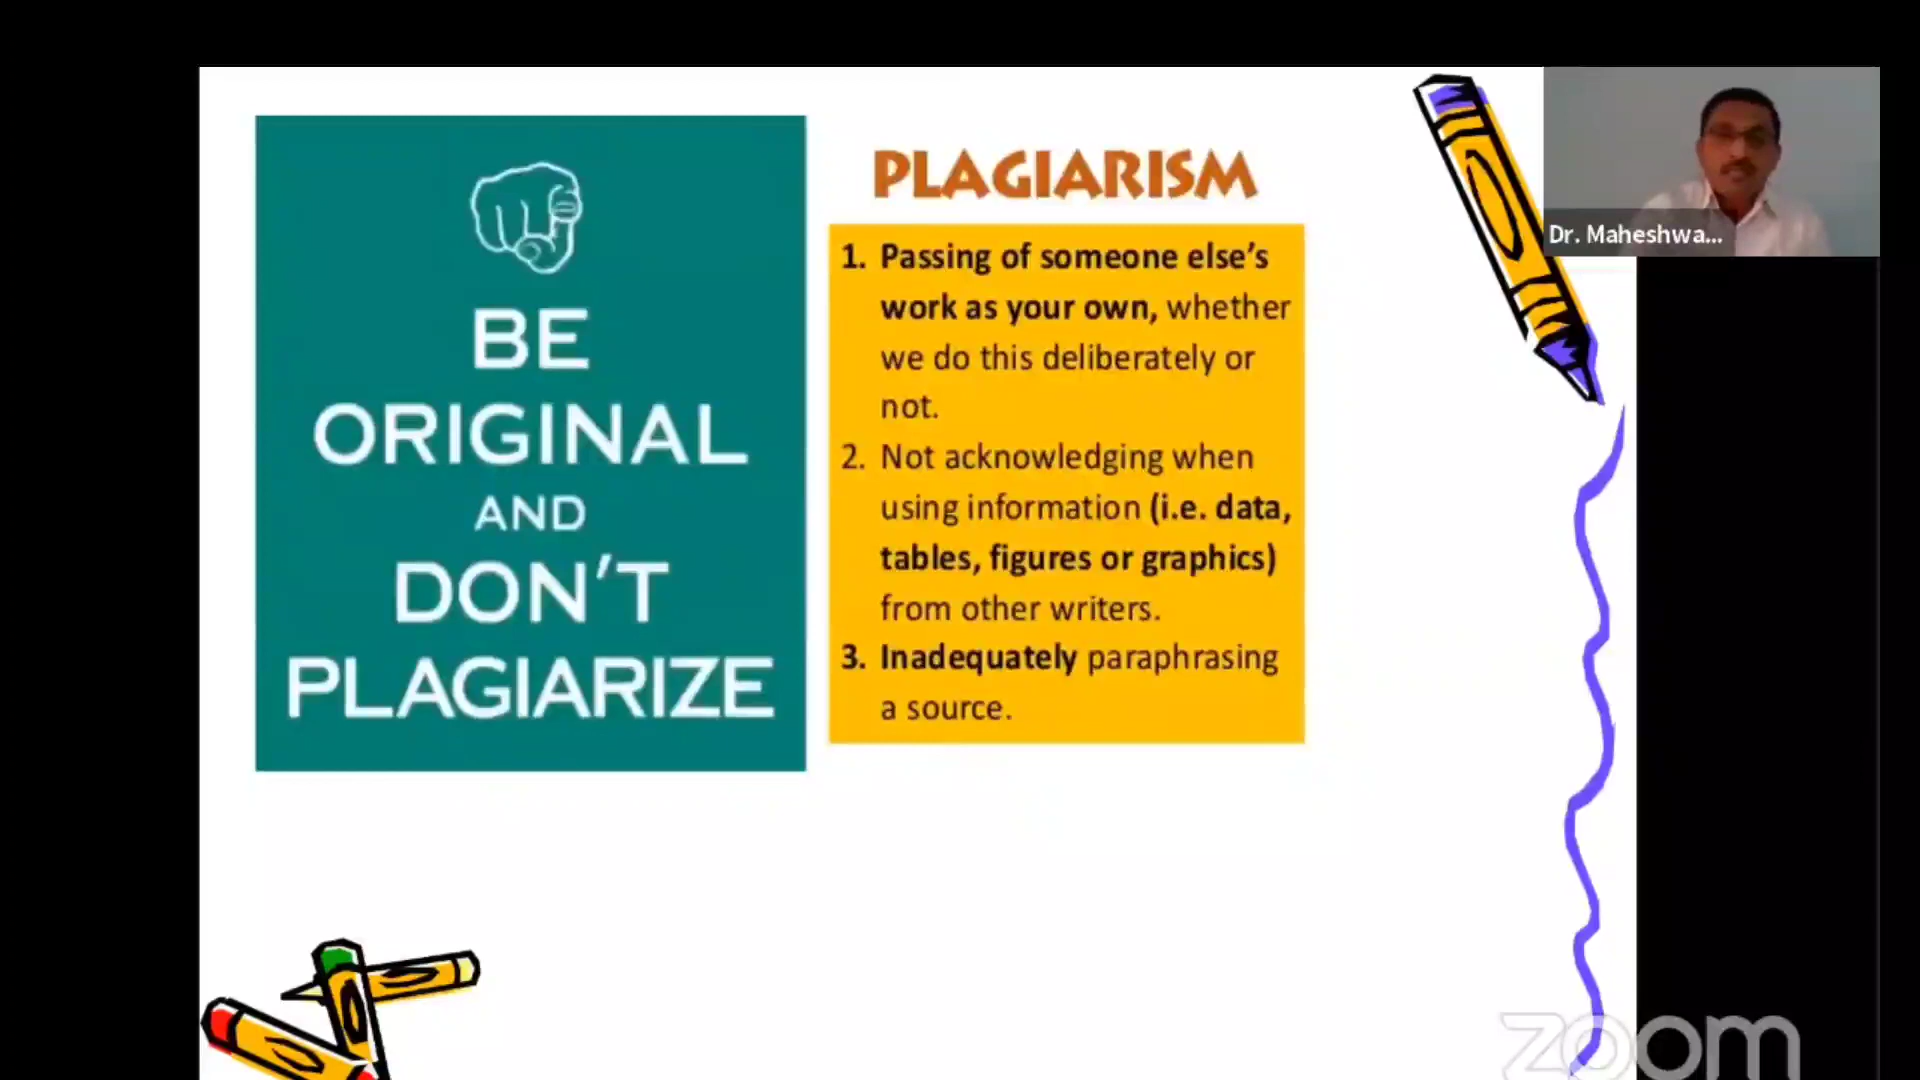 BE
ORIGINAL
AND
DON'T
PLAGIARIZE
PLAGIARISM
1. Passing of someone else's
work as your own, whether
we do this deliberately or
not.
2. Not acknowledging when
using information (i.e. data,
tables, figures or graphics)
from other writers.
3. Inadequately paraphrasing
a source.
Dr. Maheshwa...
zoom